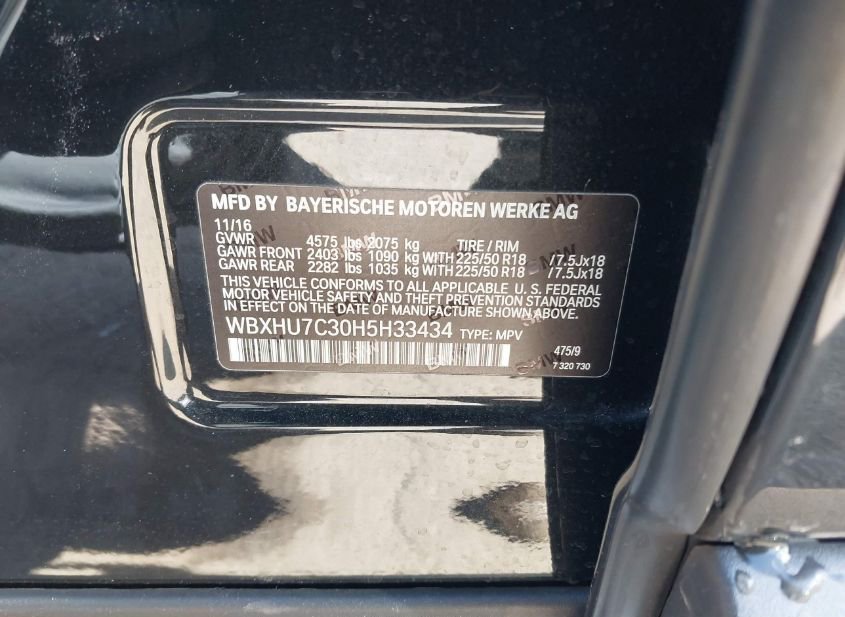 MFD BY BAYERISCHE MOTOREN WERKE AG
11/16
GVWR 4575 lbs 2075 kg TIRE / RIM
GAWR FRONT 2403 lbs 1090 kg WITH 225/50 R18 /7.5Jx18
GAWR REAR 2282 lbs 1035 kg WITH 225/50 R18 /7.5Jx18
THIS VEHICLE CONFORMS TO ALL APPLICABLE U. S. FEDERAL
MOTOR VEHICLE SAFETY AND THEFT PREVENTION STANDARDS
IN EFFECT ON THE DATE OF MANUFACTURE SHOWN ABOVE.
WBXHU7C30H5H33434 TYPE: MPV
475/9
7 320 730